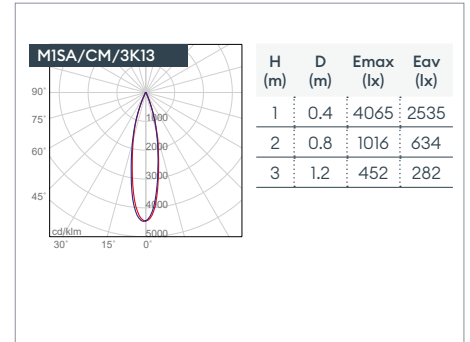 M1SA/CM/3K13
90°
75°
60°
45°
30° 15° 0°
1000
2000
3000
4000
5000
cd/klm
H (m) D (m) Emax (lx) Eav (lx)
1 0.4 4065 2535
2 0.8 1016 634
3 1.2 452 282